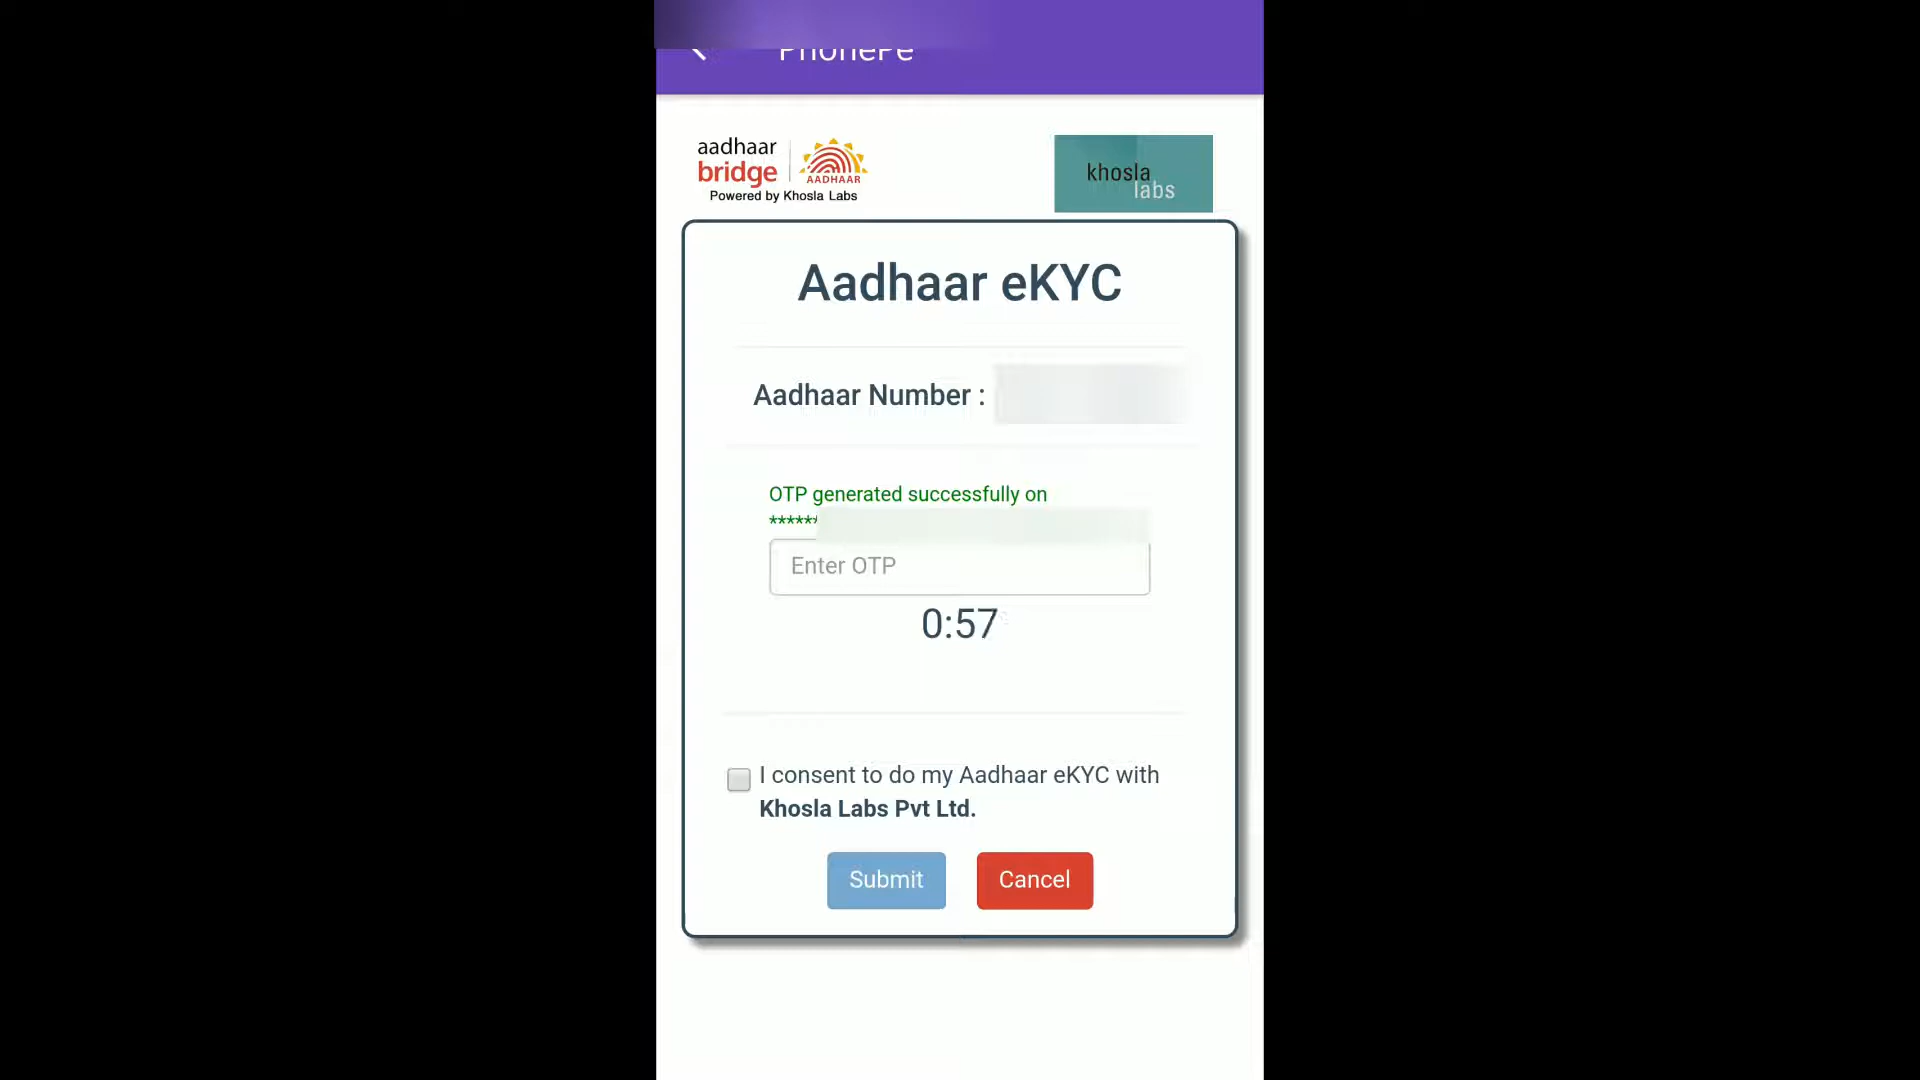 PhonePe
aadhaar
bridge
AADHAAR
Powered by Khosla Labs
khosla
labs
Aadhaar eKYC
Aadhaar Number :
OTP generated successfully on
******
Enter OTP
0:57
I consent to do my Aadhaar eKYC with
Khosla Labs Pvt Ltd.
Submit
Cancel